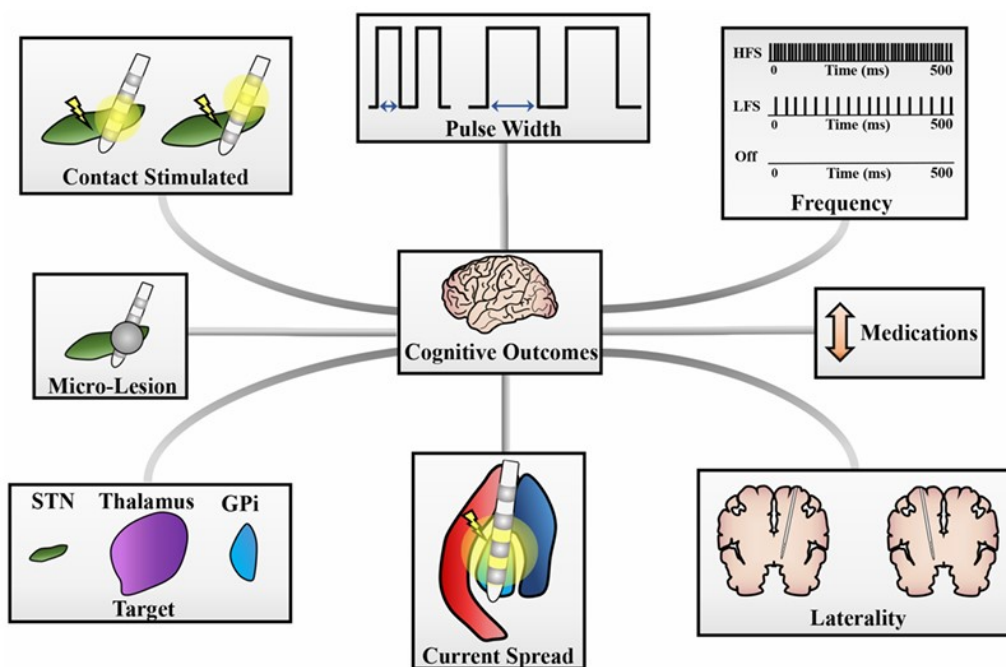 Contact Stimulated
Pulse Width
HFS
0 Time (ms) 500
LFS
0 Time (ms) 500
Off
0 Time (ms) 500
Frequency
Micro-Lesion
Cognitive Outcomes
Medications
STN Thalamus GPi
Target
Current Spread
Laterality